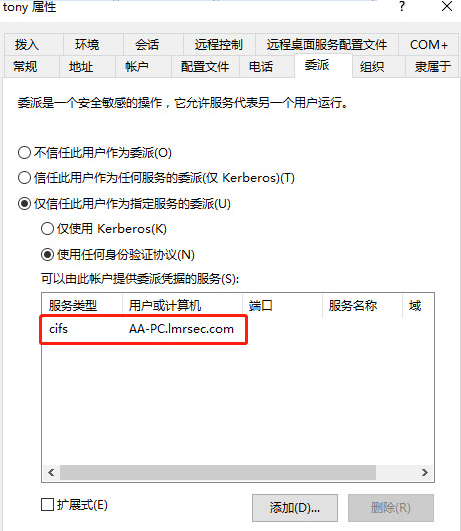 tony 属性
?
×
拨入 环境 会话 远程控制 远程桌面服务配置文件 COM+
常规 地址 帐户 配置文件 电话 委派 组织 隶属于
委派是一个安全敏感的操作，它允许服务代表另一个用户运行。
不信任此用户作为委派(O)
信任此用户作为任何服务的委派(仅 Kerberos)(T)
仅信任此用户作为指定服务的委派(U)
仅使用 Kerberos(K)
使用任何身份验证协议(N)
可以由此帐户提供委派凭据的服务(S):
服务类型 用户或计算机 端口 服务名称 域
cifs AA-PC.lmrsec.com
扩展式(E)
添加(D)... 删除(R)